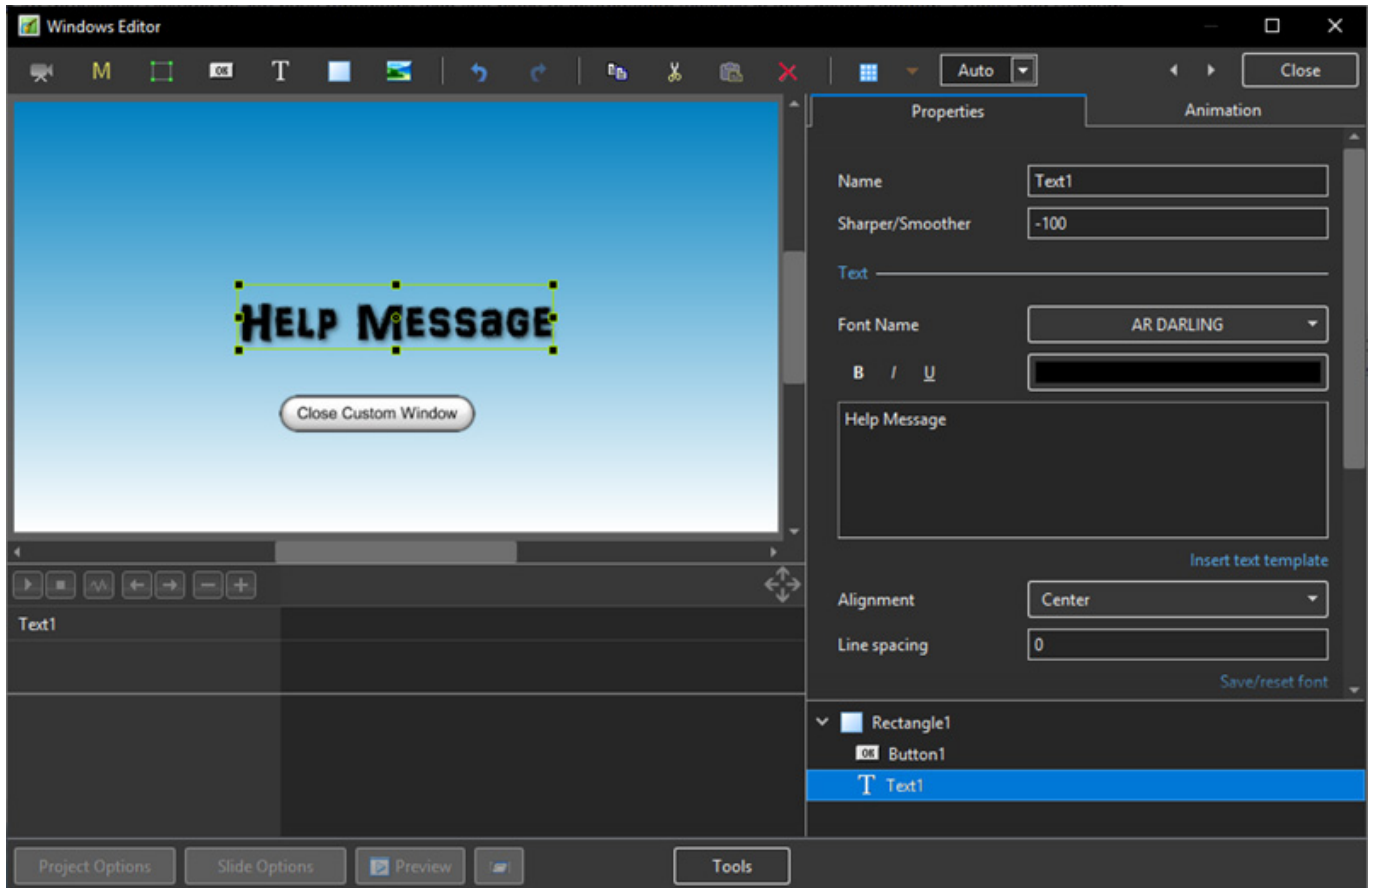 Windows Editor
M
OK
T
Auto
Close
Properties
Animation
Name
Text1
Sharper/Smoother
-100
Text
Font Name
AR DARLING
B I U
Help Message
Insert text template
Alignment
Center
Line spacing
0
Save/reset font
HELP MESSaGE
Close Custom Window
Text1
Rectangle1
OK Button1
T Text1
Project Options
Slide Options
Preview
Tools